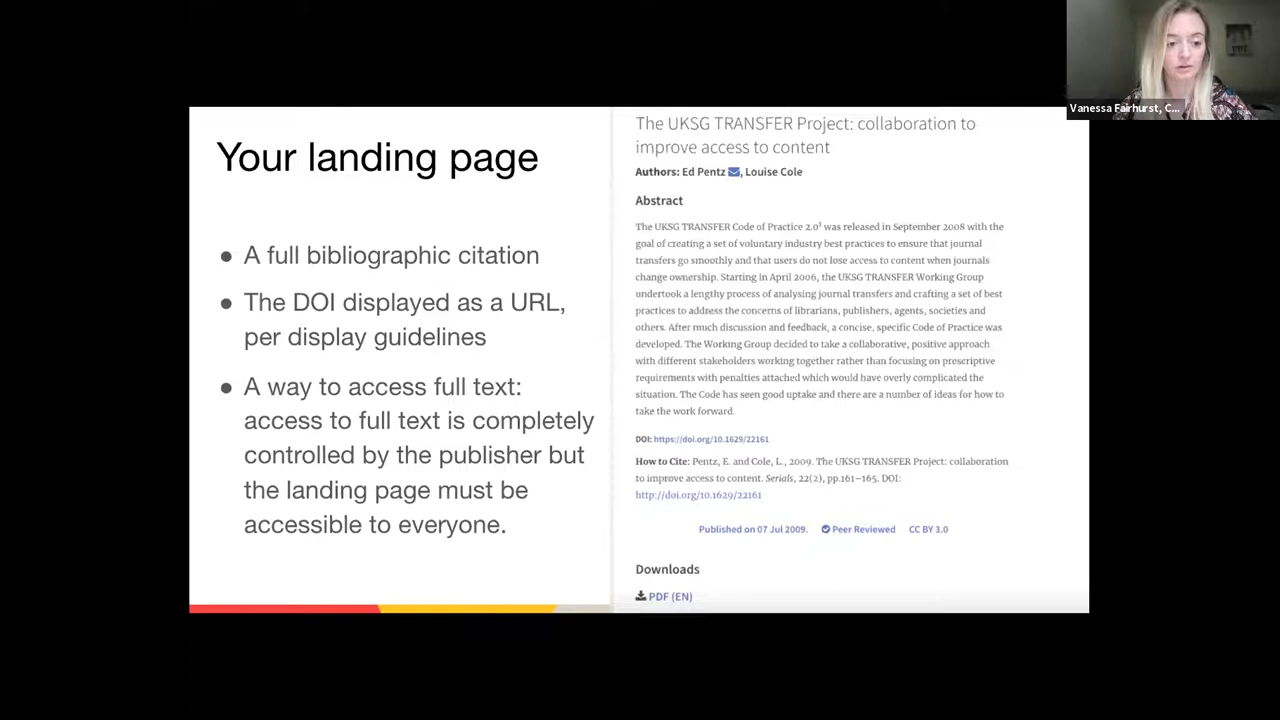 Vanessa Fairhurst, C...
Your landing page
● A full bibliographic citation
● The DOI displayed as a URL,
per display guidelines
● A way to access full text:
access to full text is completely
controlled by the publisher but
the landing page must be
accessible to everyone.
The UKSG TRANSFER Project: collaboration to
improve access to content
Authors: Ed Pentz, Louise Cole
Abstract
The UKSG TRANSFER Code of Practice 2.0¹ was released in September 2008 with the
goal of creating a set of voluntary industry best practices to ensure that journal
transfers go smoothly and that users do not lose access to content when journals
change ownership. Starting in April 2006, the UKSG TRANSFER Working Group
undertook a lengthy process of analysing journal transfers and crafting a set of best
practices to address the concerns of librarians, publishers, agents, societies and
others. After much discussion and feedback, a concise, specific Code of Practice was
developed. The Working Group decided to take a collaborative, positive approach
with different stakeholders working together rather than focusing on prescriptive
requirements with penalties attached which would have overly complicated the
situation. The Code has seen good uptake and there are a number of ideas for how to
take the work forward.
DOI: https://doi.org/10.1629/22161
How to Cite: Pentz, E. and Cole, L., 2009. The UKSG TRANSFER Project: collaboration
to improve access to content. Serials, 22(2), pp.161–165. DOI:
http://doi.org/10.1629/22161
Published on 07 Jul 2009. Peer Reviewed CC BY 3.0
Downloads
PDF (EN)